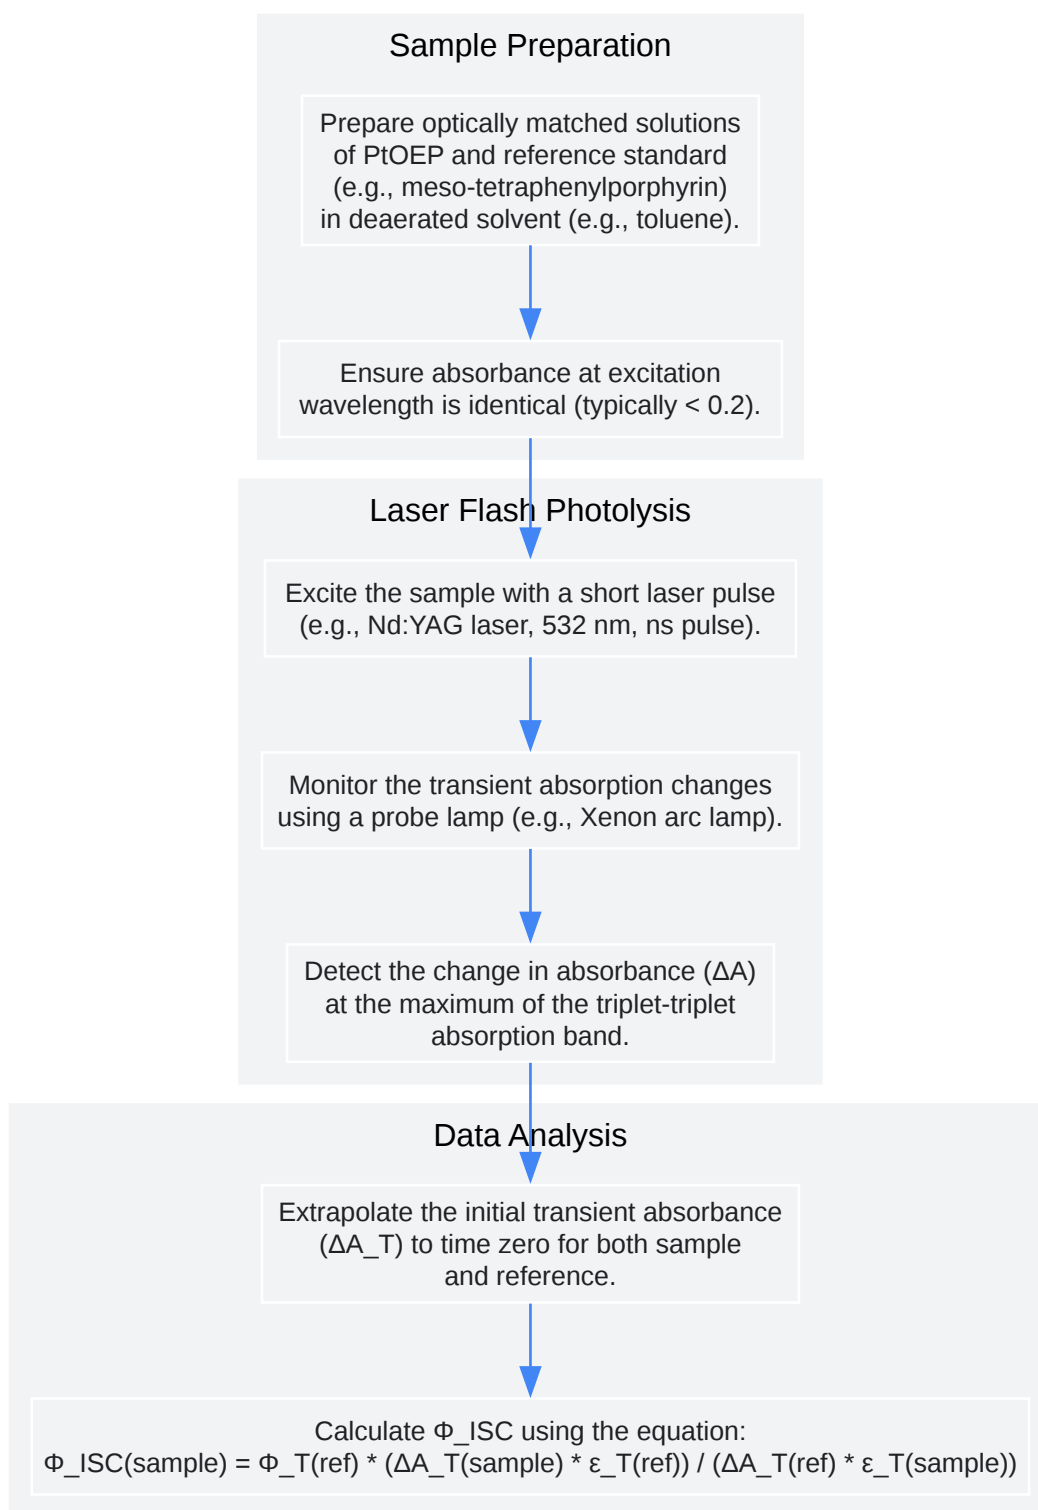 Sample Preparation
Prepare optically matched solutions
of PtOEP and reference standard
(e.g., meso-tetraphenylporphyrin)
in deaerated solvent (e.g., toluene).
Ensure absorbance at excitation
wavelength is identical (typically < 0.2).
Laser Flash Photolysis
Excite the sample with a short laser pulse
(e.g., Nd:YAG laser, 532 nm, ns pulse).
Monitor the transient absorption changes
using a probe lamp (e.g., Xenon arc lamp).
Detect the change in absorbance (ΔA)
at the maximum of the triplet-triplet
absorption band.
Data Analysis
Extrapolate the initial transient absorbance
(ΔA_T) to time zero for both sample
and reference.
Calculate Φ_ISC using the equation:
Φ_ISC(sample) = Φ_T(ref) * (ΔA_T(sample) * ε_T(ref)) / (ΔA_T(ref) * ε_T(sample))